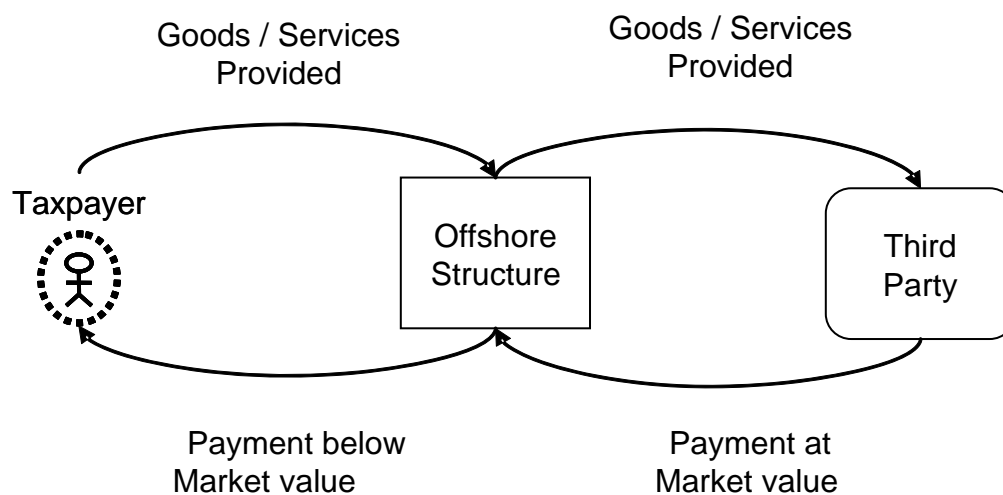 Goods / Services
Provided
Goods / Services
Provided
Taxpayer
Offshore
Structure
Third
Party
Payment below
Market value
Payment at
Market value